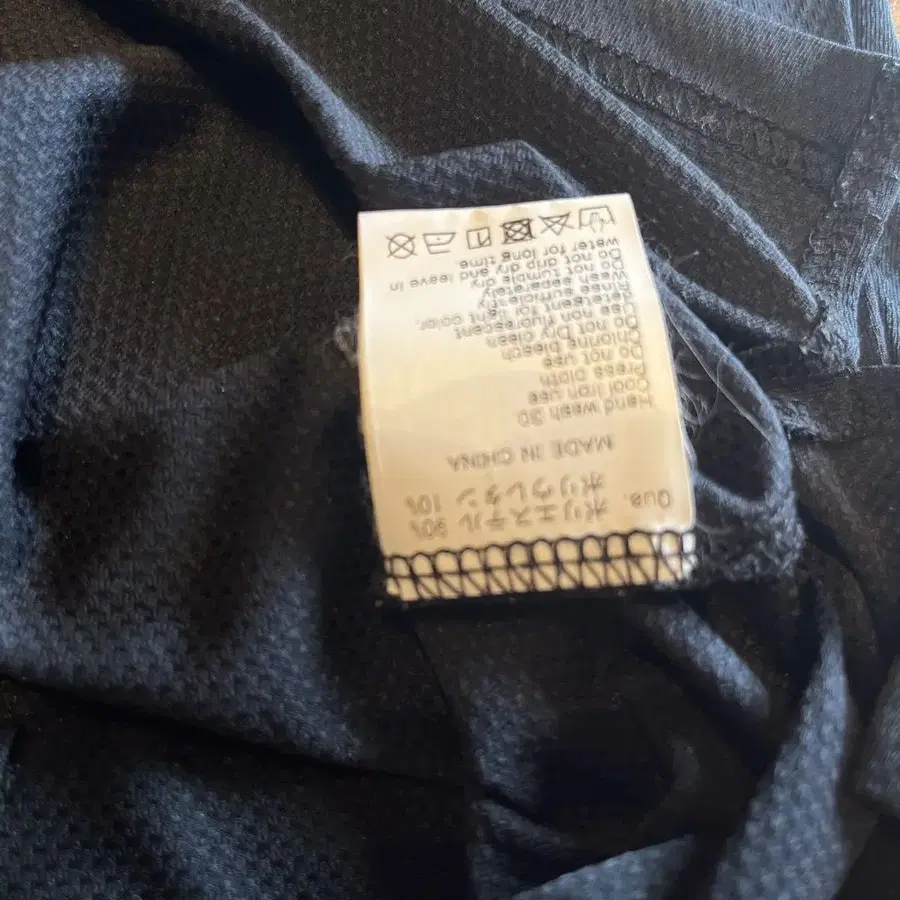 Qua.
ポリエステル 90%
ポリウレタン 10%
MADE IN CHINA
Hand wash 30
Cool iron use
Press cloth
Do not use
Chlorine bleach
Do not Dry clean
Use non fluorescent
detergent for light color.
Rinse sufficiently
Wash separately
Do not tumble dry
Do not drip dry and leave in
water for long time.